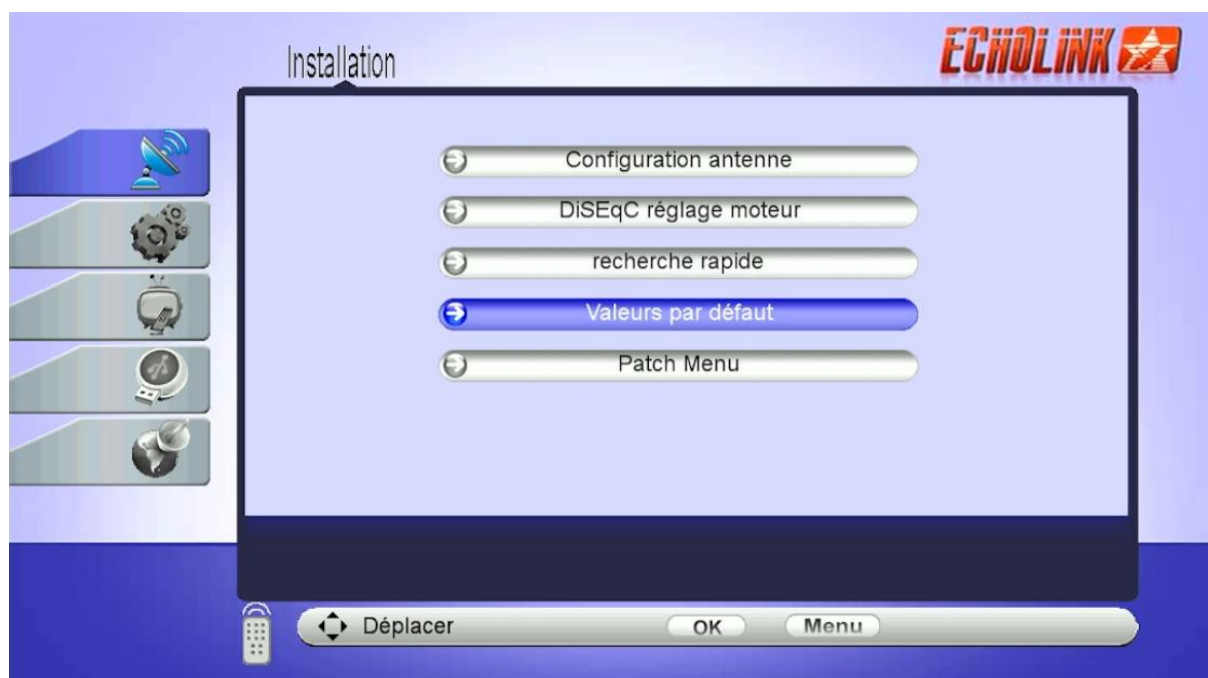 Installation
ECHOLINK
Configuration antenne
DiSEqC réglage moteur
recherche rapide
Valeurs par défaut
Patch Menu
Déplacer
OK
Menu